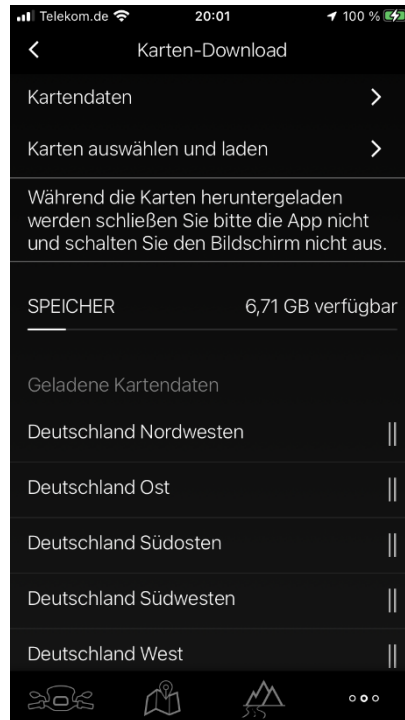 Telekom.de 20:01 100 %
Karten-Download
Kartendaten
Karten auswählen und laden
Während die Karten heruntergeladen
werden schließen Sie bitte die App nicht
und schalten Sie den Bildschirm nicht aus.
SPEICHER 6,71 GB verfügbar
Geladene Kartendaten
Deutschland Nordwesten
Deutschland Ost
Deutschland Südosten
Deutschland Südwesten
Deutschland West